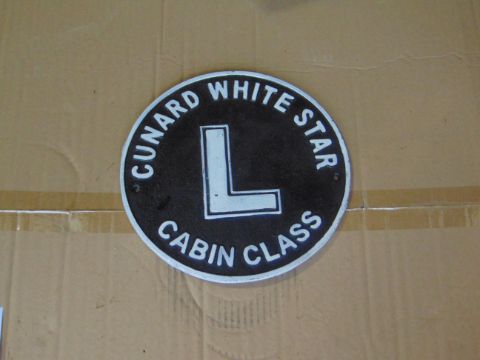 CUNARD WHITE STAR
L
CABIN CLASS